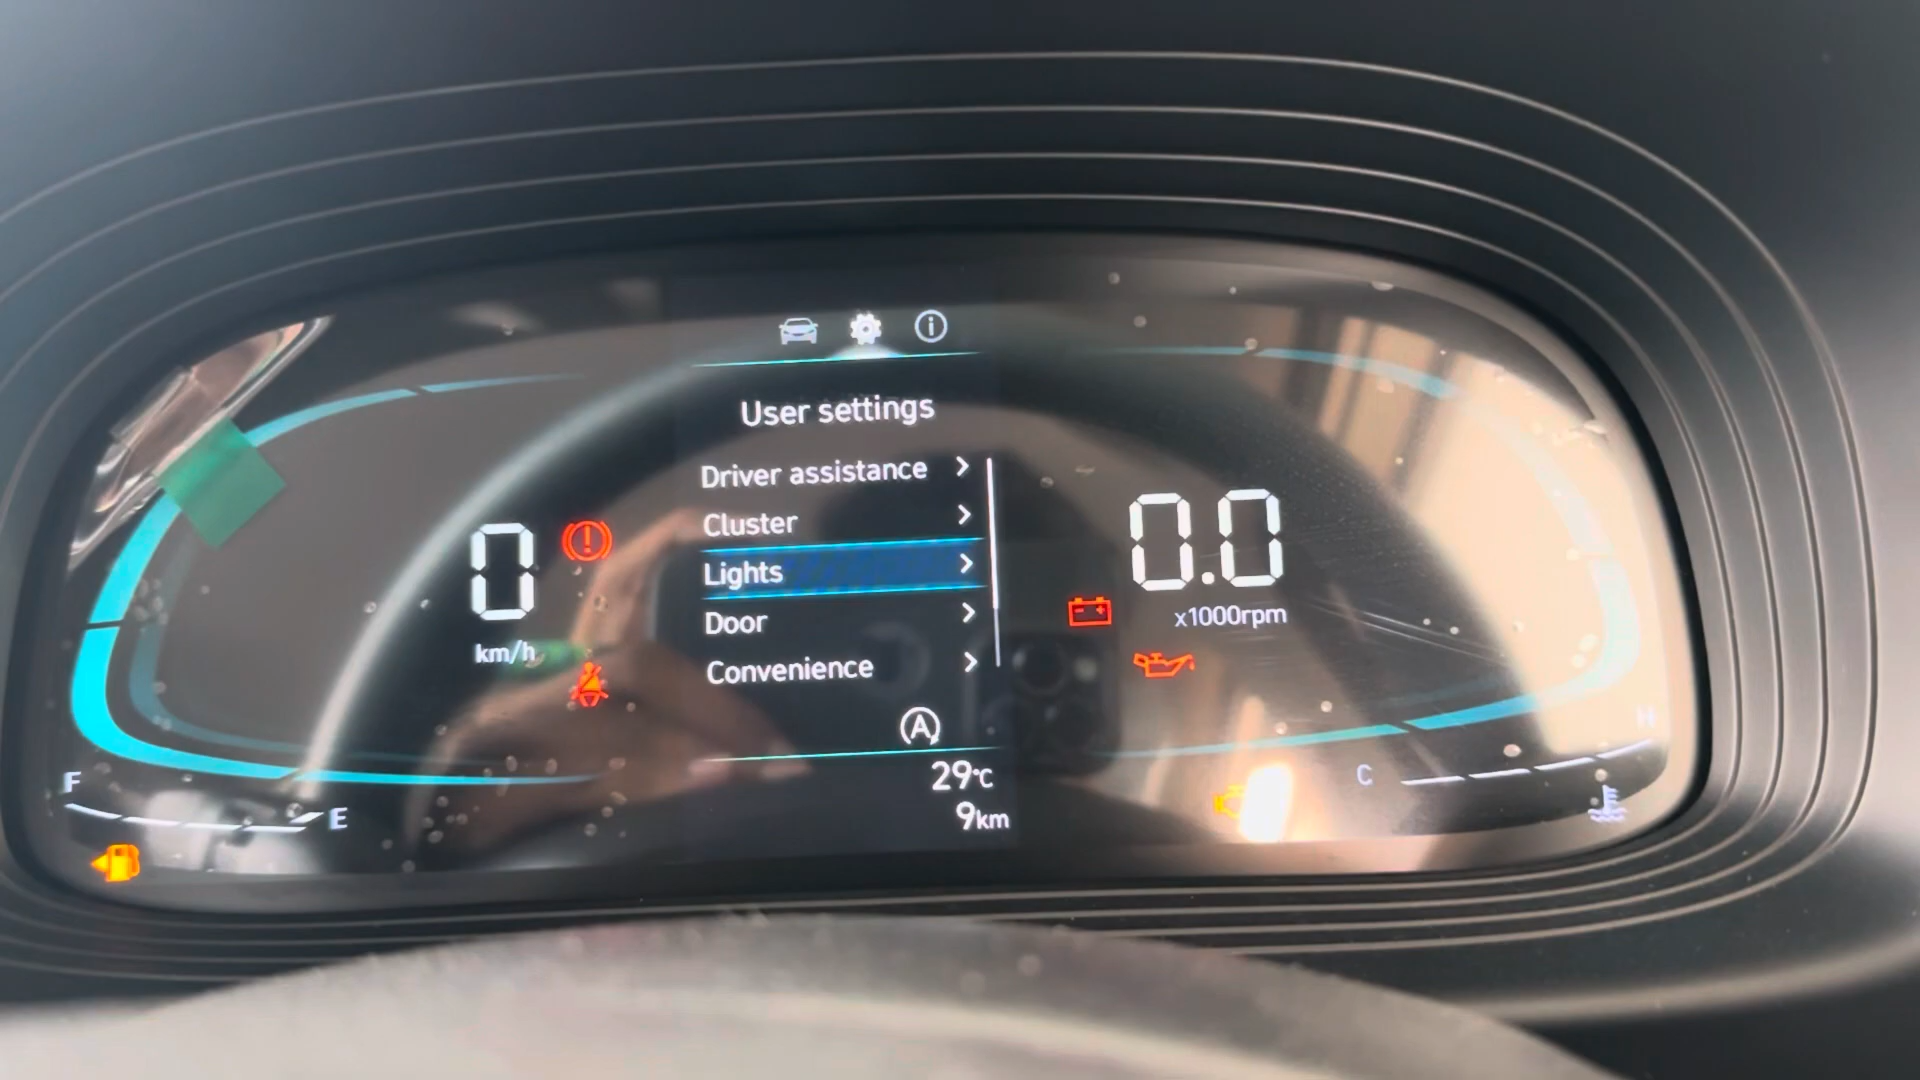 User settings
Driver assistance
Cluster
Lights
Door
Convenience
0
km/h
0.0
x1000rpm
A
29°C
9km
F
E
C
H